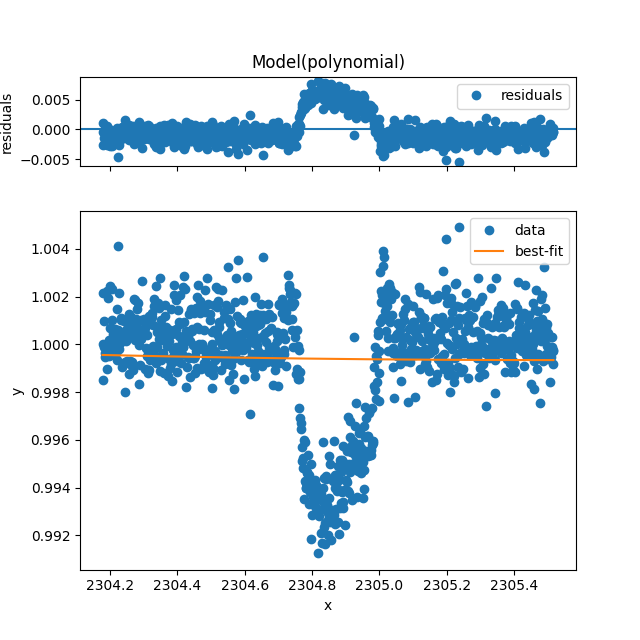 Model(polynomial)
residuals
0.005
0.000
−0.005
residuals
y
1.004
1.002
1.000
0.998
0.996
0.994
0.992
data
best-fit
2304.2 2304.4 2304.6 2304.8 2305.0 2305.2 2305.4
x